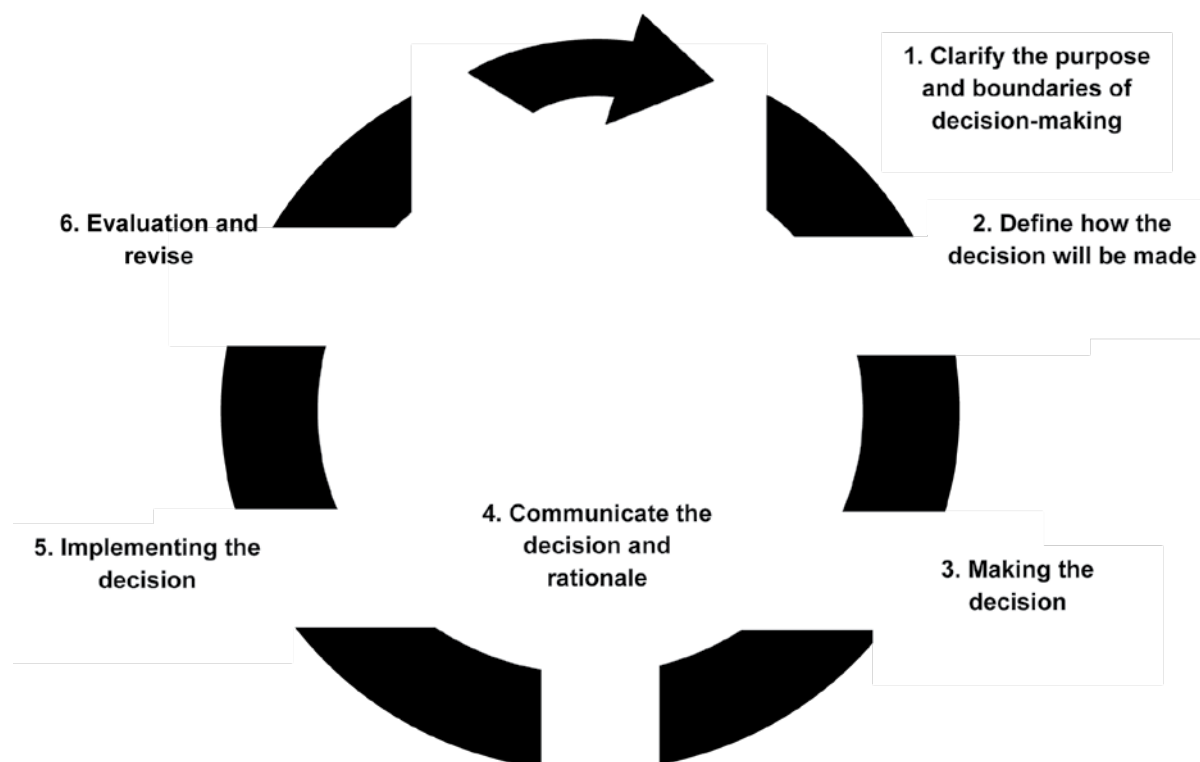 1. Clarify the purpose
and boundaries of
decision-making
2. Define how the
decision will be made
3. Making the
decision
4. Communicate the
decision and
rationale
5. Implementing the
decision
6. Evaluation and
revise